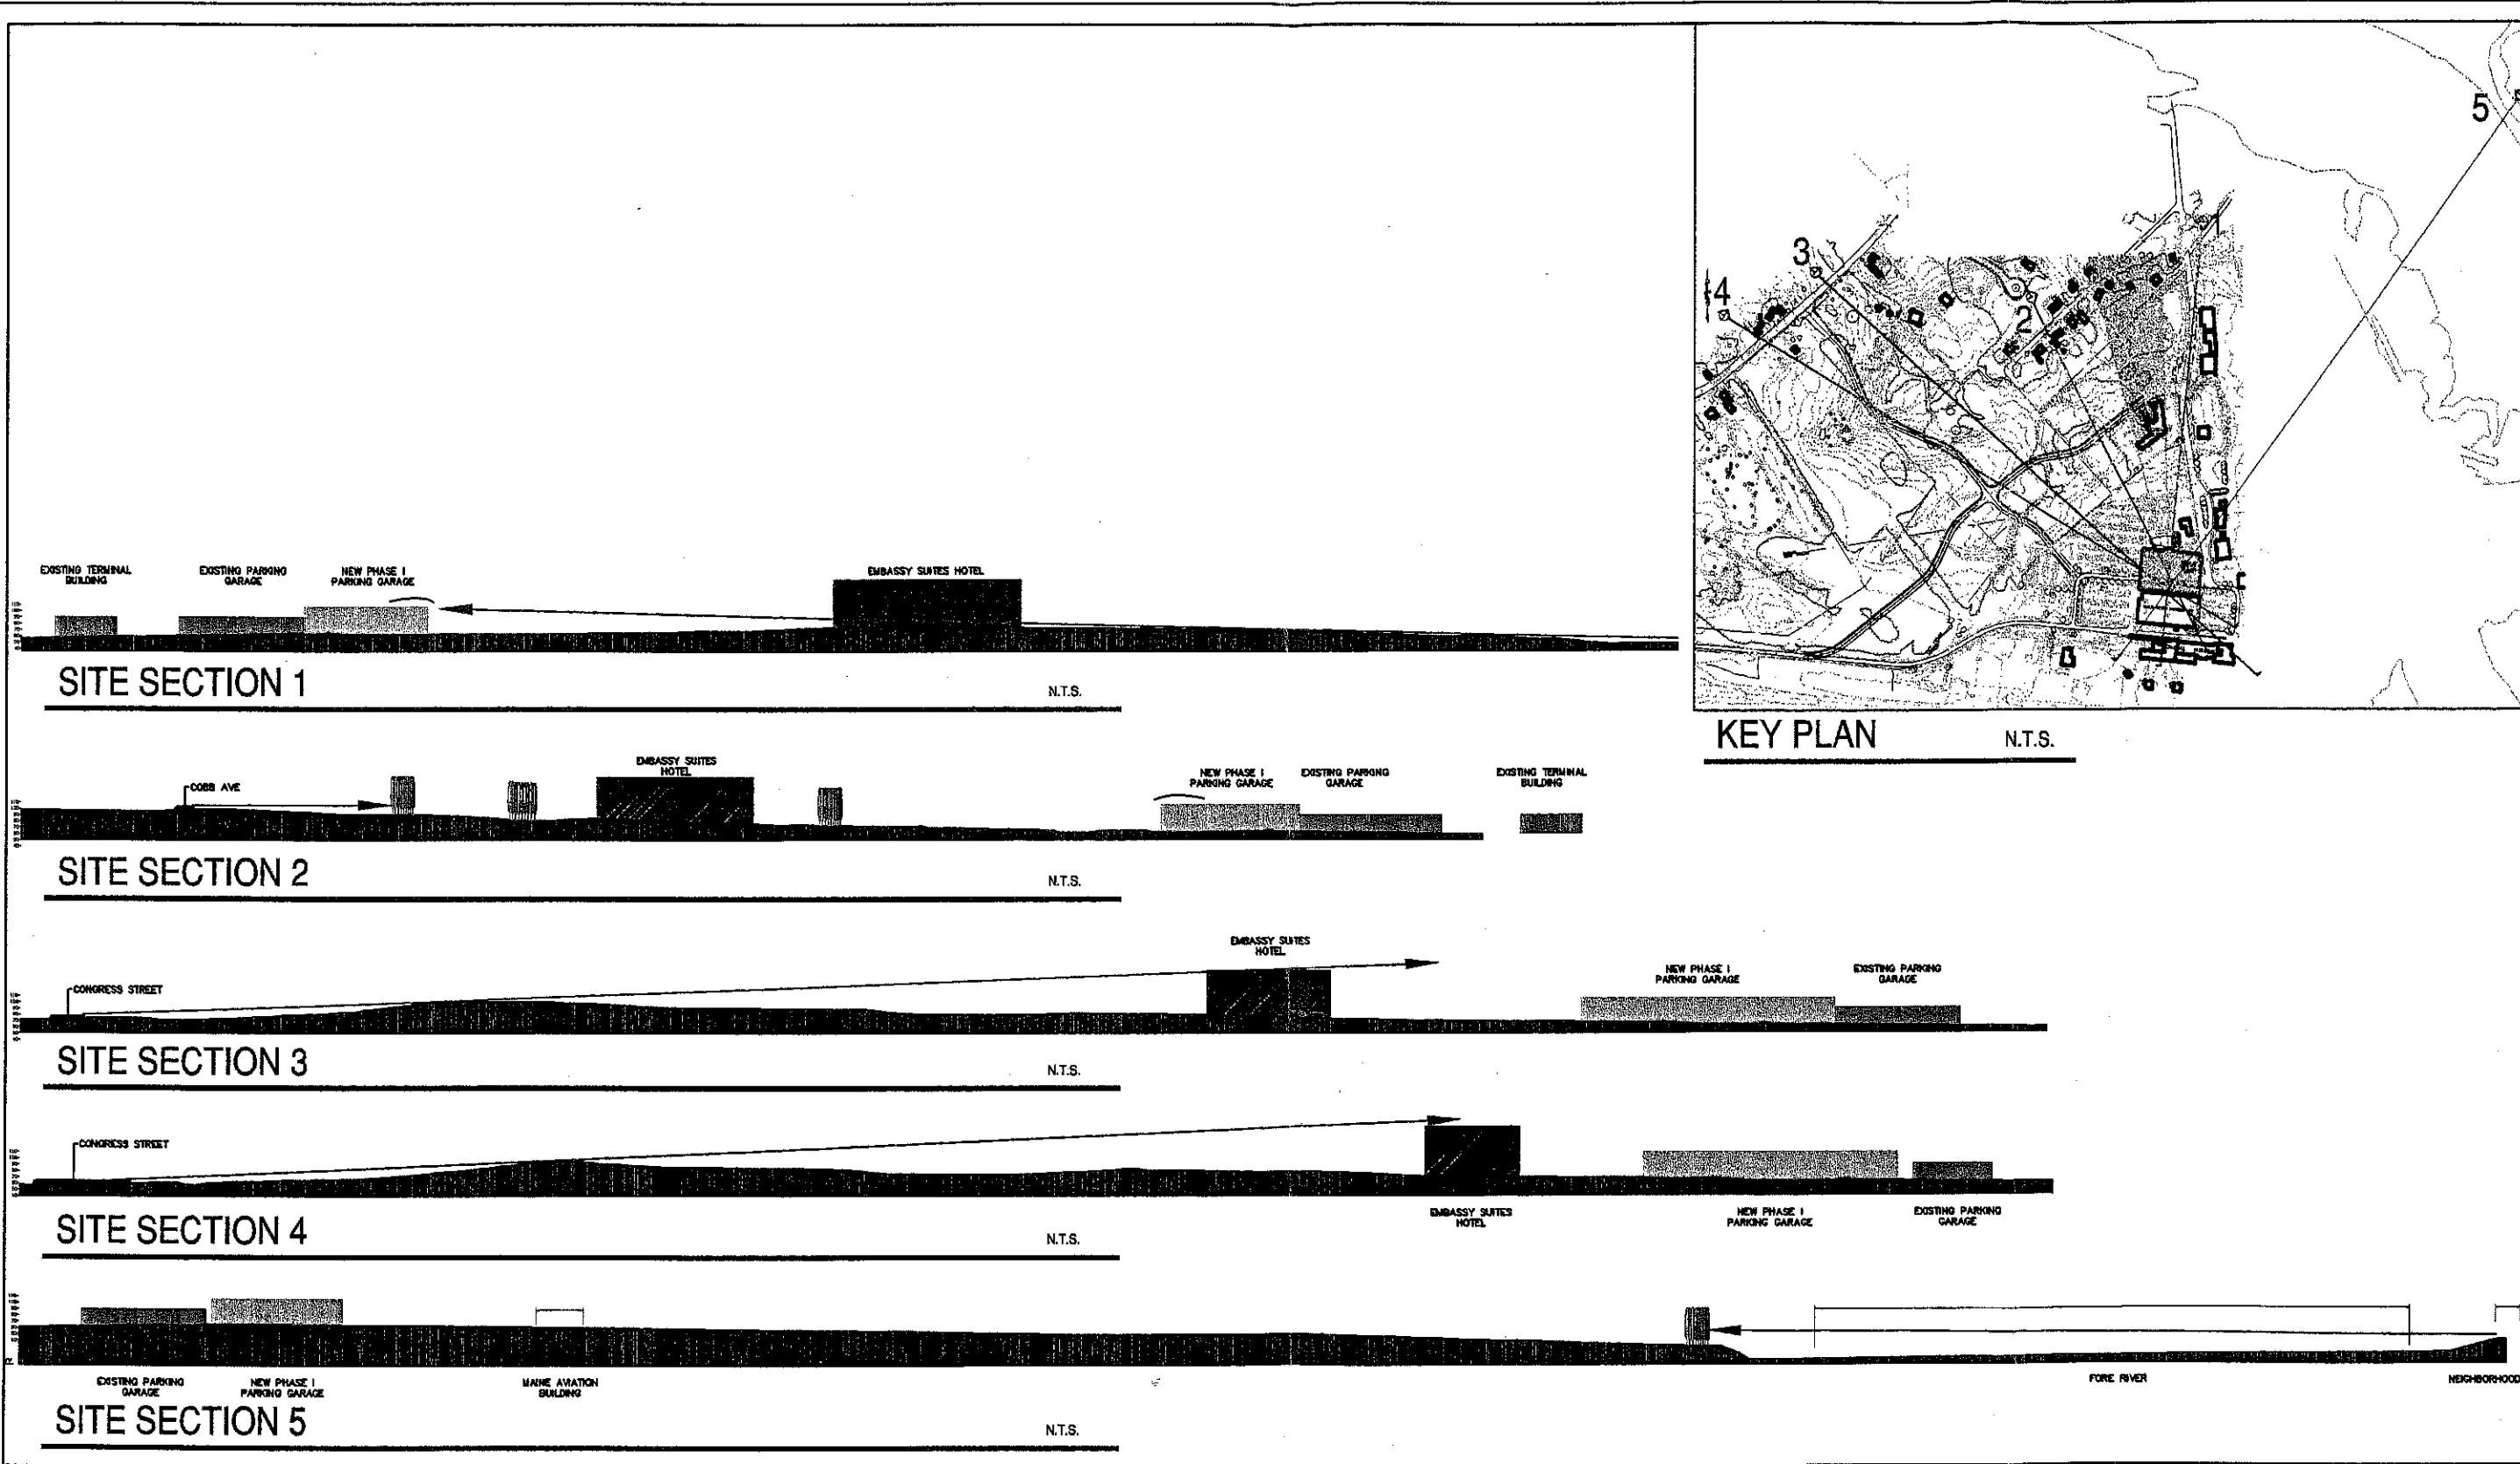 EXISTING TERMINAL
BUILDING
EXISTING PARKING
GARAGE
NEW PHASE I
PARKING GARAGE
EMBASSY SUITES HOTEL
SITE SECTION 1
N.T.S.
5
3
4
2
1
KEY PLAN
N.T.S.
COBB AVE
EMBASSY SUITES
HOTEL
NEW PHASE I
PARKING GARAGE
EXISTING PARKING
GARAGE
EXISTING TERMINAL
BUILDING
SITE SECTION 2
N.T.S.
CONGRESS STREET
EMBASSY SUITES
HOTEL
NEW PHASE I
PARKING GARAGE
EXISTING PARKING
GARAGE
SITE SECTION 3
N.T.S.
CONGRESS STREET
EMBASSY SUITES
HOTEL
NEW PHASE I
PARKING GARAGE
EXISTING PARKING
GARAGE
SITE SECTION 4
N.T.S.
EXISTING PARKING
GARAGE
NEW PHASE I
PARKING GARAGE
MAINE AVIATION
BUILDING
FORE RIVER
NEIGHBORHOOD
SITE SECTION 5
N.T.S.